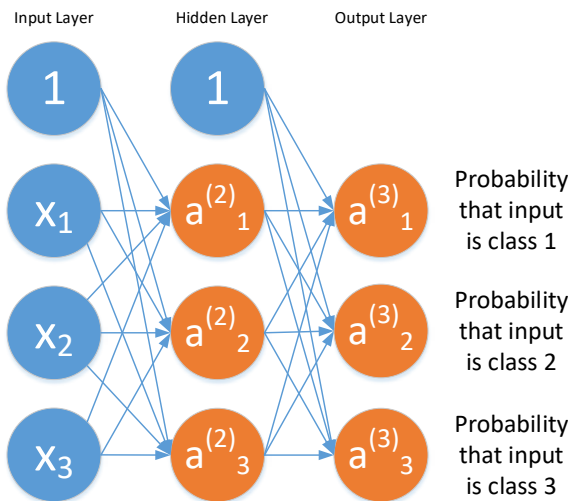 Input Layer Hidden Layer Output Layer
1 1
x₁ a⁽²⁾₁ a⁽³⁾₁
Probability
that input
is class 1
x₂ a⁽²⁾₂ a⁽³⁾₂
Probability
that input
is class 2
x₃ a⁽²⁾₃ a⁽³⁾₃
Probability
that input
is class 3